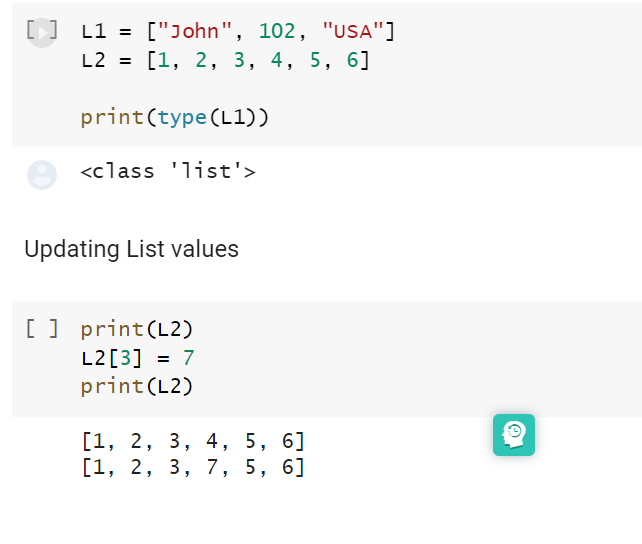 [ ] L1 = ["John", 102, "USA"]
L2 = [1, 2, 3, 4, 5, 6]
print(type(L1))
<class 'list'>
Updating List values
[ ] print(L2)
L2[3] = 7
print(L2)
[1, 2, 3, 4, 5, 6]
[1, 2, 3, 7, 5, 6]